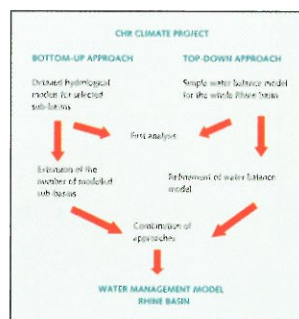 CHR CLIMATE PROJECT
BOTTOM-UP APPROACH
TOP-DOWN APPROACH
Detailed hydrological
models for selected
sub-basins
Simple water balance model
for the whole Rhine basin
First analysis
Extension of the
number of modelled
sub-basins
Refinement of water balance
model
Combination of
approaches
WATER MANAGEMENT MODEL
RHINE BASIN